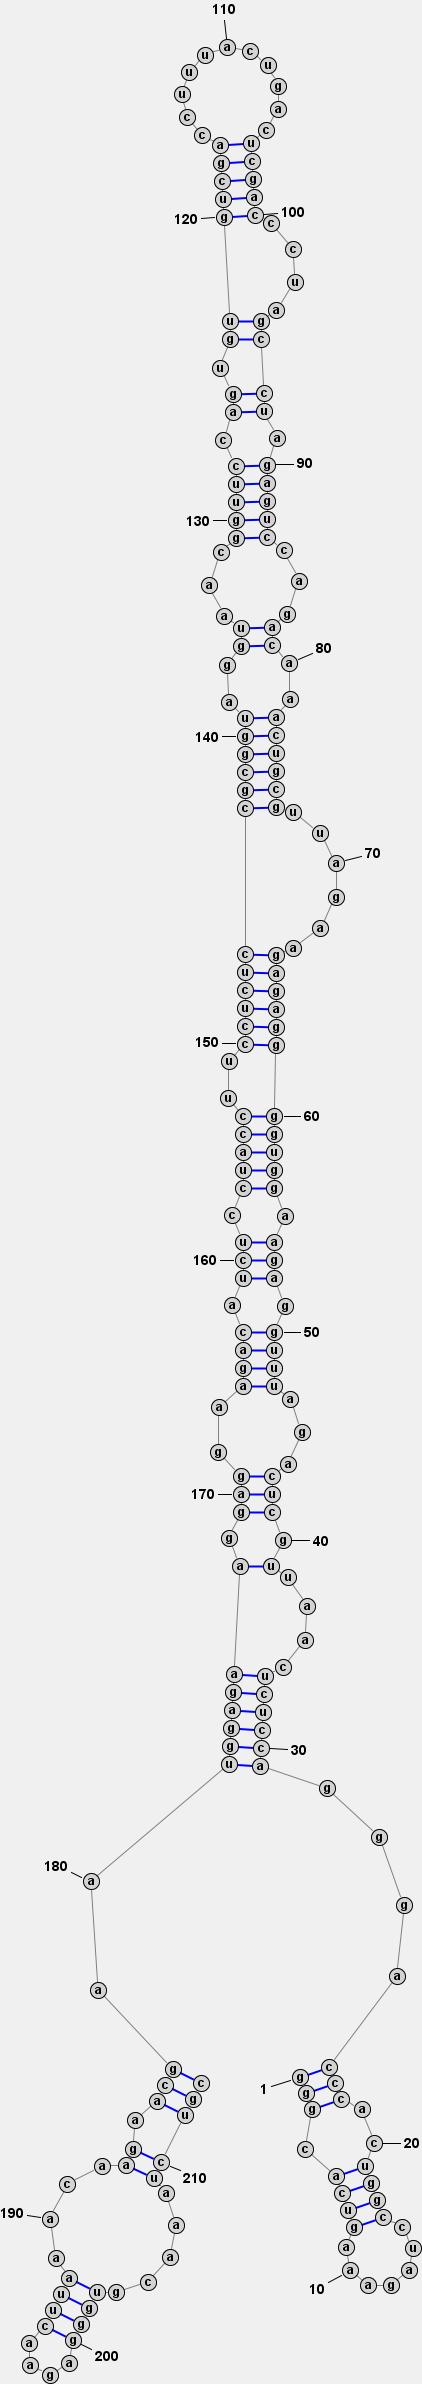 110
u a c
u u
u g
c a
c c
a u
g c
c g
u a
120 g c 100
c
c
u
a
u g
g c
u
g c
a u
c a
c g 90
u a
u g
g u
130 g c
c c
a a
a g
u a
g c
g a 80
a a
u a
140 g c
g u
c g
g c
c g
u
u
a 70
g
a
a
c g
u a
c g
u a
c g
150 c g
u
u
c g 60
c g
a u
u g
c g
c a
u a
160 c g
u a
a g
c g 50
a u
g u
a u
a a
g g
a
g c
170 a u
g c
g g 40
a u
u
a
a
c
a u
g c
a u
g c
g c 30
u a
g
g
180 a g
a a
g c
c g
a u
a
g c 210
a u
a c a
190 a a
a a
a u g c
u g
u g
c g 200
a a
a g
1 g c
g c
g c a
c c 20
a u
c g
u g
g c c
a u
10 a a
a g